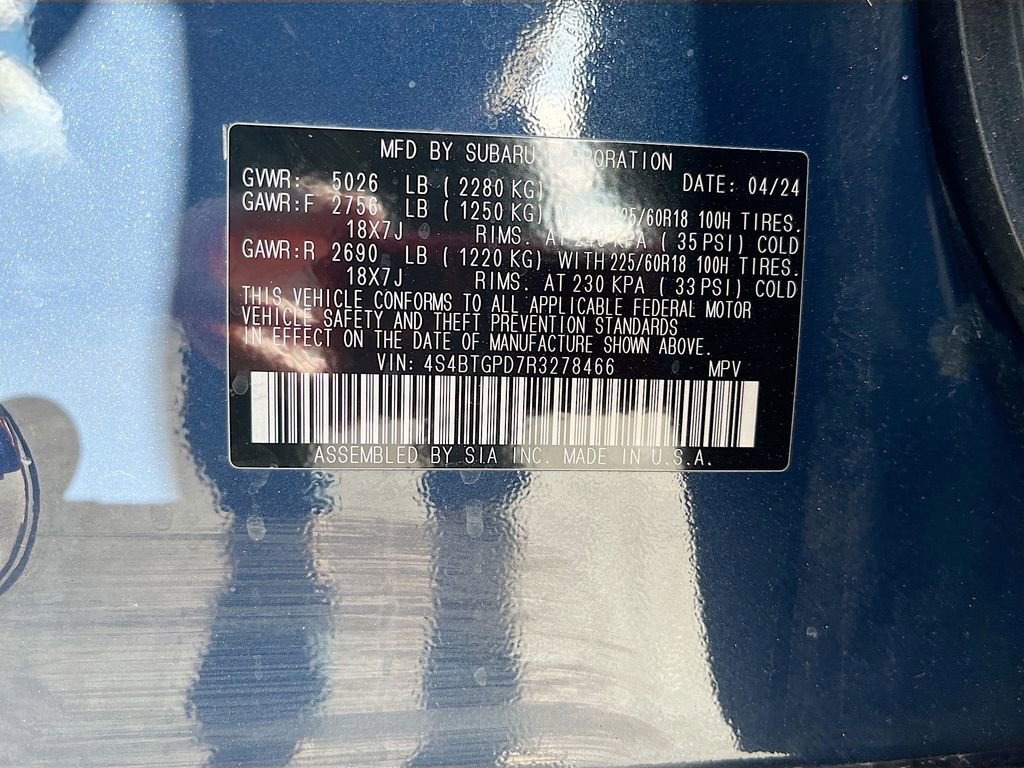 MFD BY SUBARU CORPORATION
GVWR: 5026 LB ( 2280 KG) DATE: 04/24
GAWR:F 2756 LB ( 1250 KG) 225/60R18 100H TIRES.
18X7J RIMS. AT KPA ( 35 PSI) COLD
GAWR:R 2690 LB ( 1220 KG) WITH 225/60R18 100H TIRES.
18X7J RIMS. AT 230 KPA ( 33 PSI) COLD
THIS VEHICLE CONFORMS TO ALL APPLICABLE FEDERAL MOTOR
VEHICLE SAFETY AND THEFT PREVENTION STANDARDS
IN EFFECT ON THE DATE OF MANUFACTURE SHOWN ABOVE.
VIN: 4S4BTGPD7R3278466 MPV
ASSEMBLED BY S.I.A INC. MADE IN U.S.A.